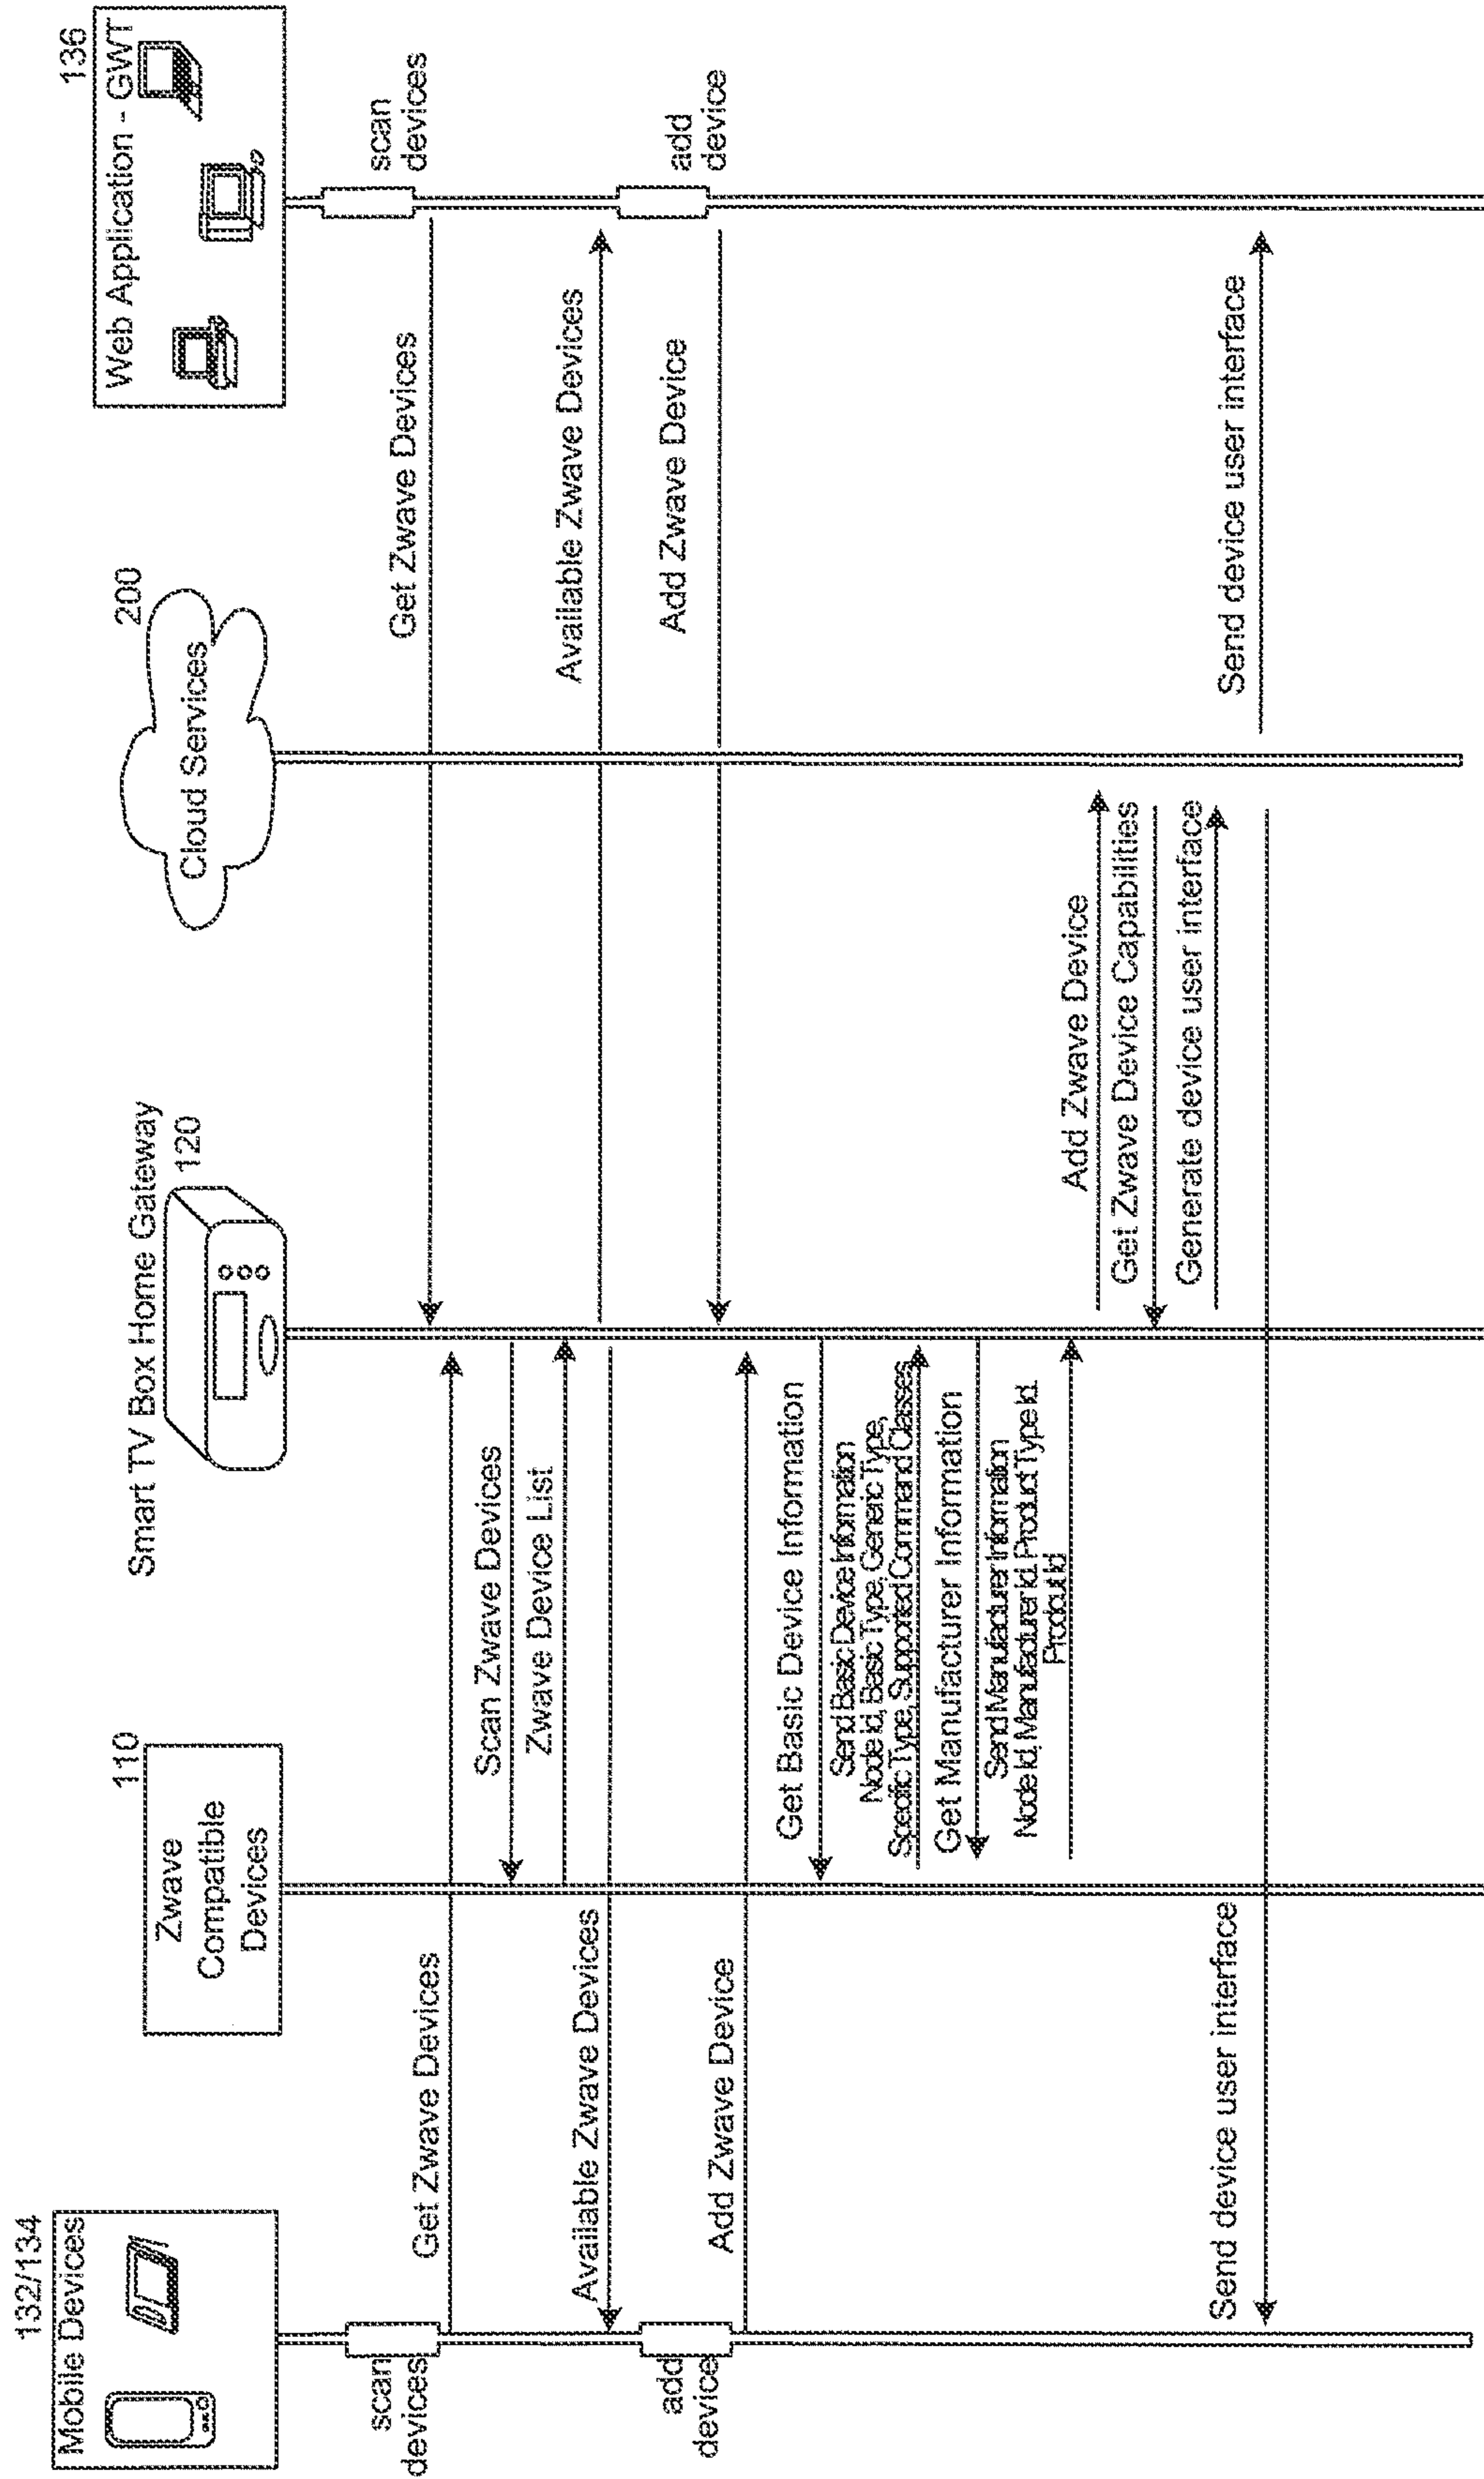 132/134
Mobile Devices
110
Zwave
Compatible
Devices
Smart TV Box Home Gateway
120
200
Cloud Services
136
Web Application - GWT
scan
devices
scan
devices
Get Zwave Devices
Get Zwave Devices
Scan Zwave Devices
Zwave Device List
Available Zwave Devices
Available Zwave Devices
add
device
add
device
Add Zwave Device
Add Zwave Device
Get Basic Device Information
Send Basic Device Information
Node Id, Basic Type, Generic Type,
Specific Type, Supported Command Classes
Get Manufacturer Information
Send Manufacturer Information
Node Id, Manufacturer id, Product Type Id.
Product Id
Add Zwave Device
Get Zwave Device Capabilities
Generate device user interface
Send device user interface
Send device user interface